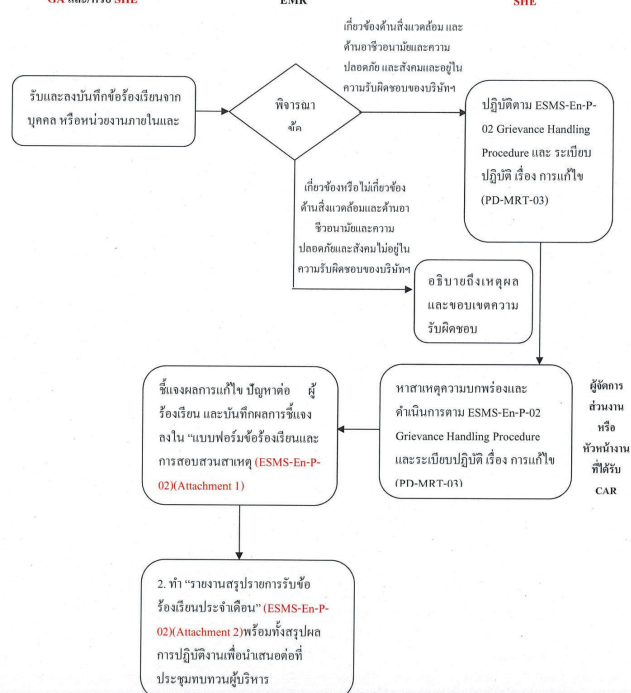 GA และ/หรือ SHE
EMR
SHE
เกี่ยวข้องด้านสิ่งแวดล้อม และ
ด้านอาชีวอนามัยและความ
ปลอดภัย และสังคมและอยู่ใน
ความรับผิดชอบของบริษัทฯ
รับและลงบันทึกข้อร้องเรียนจาก
บุคคล หรือหน่วยงานภายในและ
พิจารณา
ปฏิบัติตาม ESMS-En-P-
02 Grievance Handling
Procedure และ ระเบียบ
ปฏิบัติ เรื่อง การแก้ไข
(PD-MRT-03)
เกี่ยวข้องหรือไม่เกี่ยวข้อง
ด้านสิ่งแวดล้อมและด้านอา
ชีวอนามัยและความ
ปลอดภัยและสังคมไม่อยู่ใน
ความรับผิดชอบของบริษัทฯ
อธิบายถึงเหตุผล
และขอบเขตความ
รับผิดชอบ
ชี้แจงผลการแก้ไข ปัญหาต่อ ผู้
ร้องเรียน และบันทึกผลการชี้แจง
ลงใน “แบบฟอร์มข้อร้องเรียนและ
การสอบสวนสาเหตุ (ESMS-En-P-
02)(Attachment 1)
หาสาเหตุความบกพร่องและ
ดำเนินการตาม ESMS-En-P-02
Grievance Handling Procedure
และระเบียบปฏิบัติ เรื่อง การแก้ไข
(PD-MRT-03)
ผู้จัดการ
ส่วนงาน
หรือ
หัวหน้างาน
ที่ได้รับ
CAR
2. ทำ “รายงานสรุปรายการรับข้อ
ร้องเรียนประจำเดือน” (ESMS-En-P-
02)(Attachment 2)พร้อมทั้งสรุปผล
การปฏิบัติงานเพื่อนำเสนอต่อที่
ประชุมทบทวนผู้บริหาร